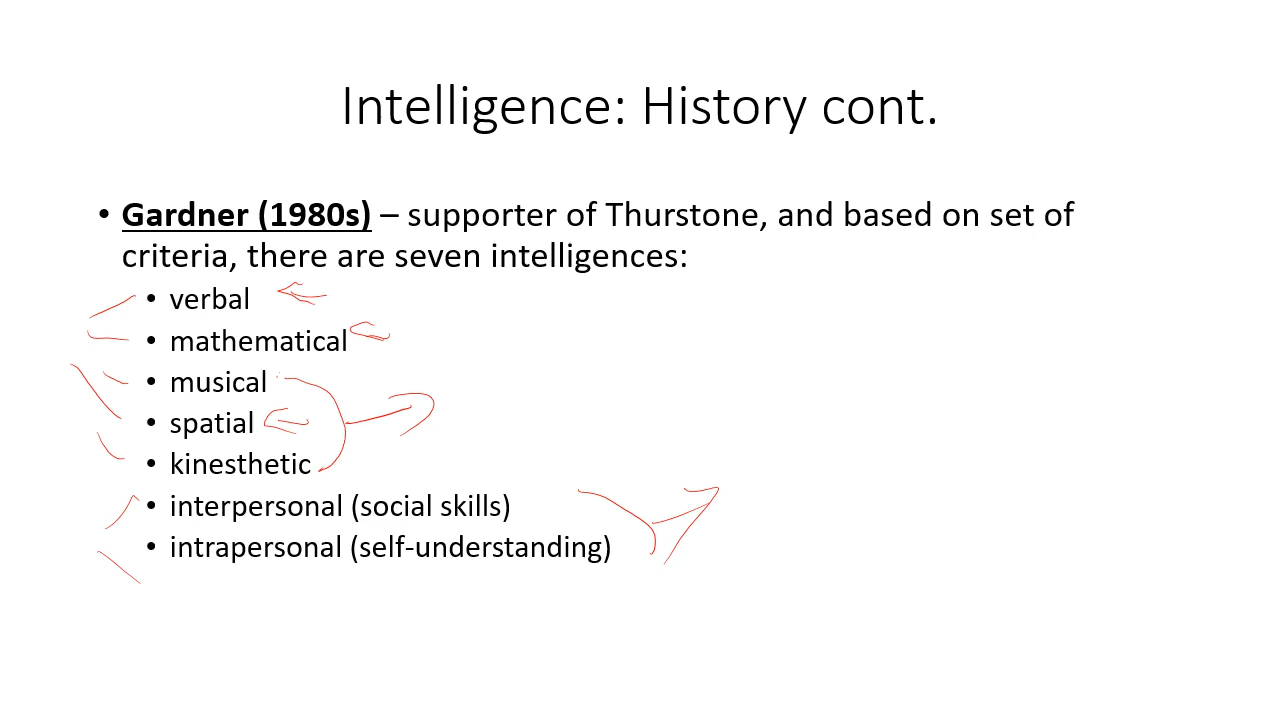 Intelligence: History cont.
• Gardner (1980s) – supporter of Thurstone, and based on set of
criteria, there are seven intelligences:
• verbal
• mathematical
• musical
• spatial
• kinesthetic
• interpersonal (social skills)
• intrapersonal (self-understanding)